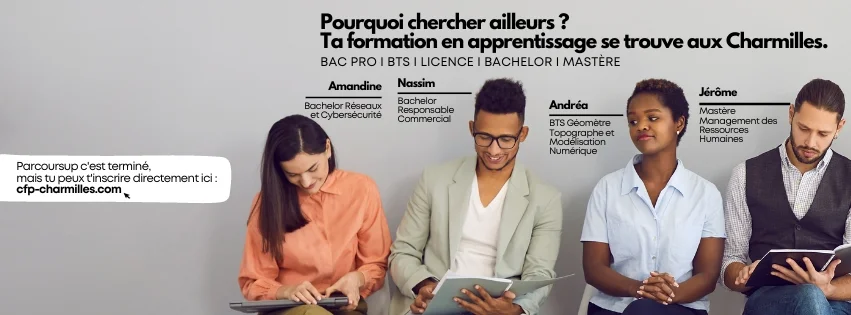 Pourquoi chercher ailleurs ?
Ta formation en apprentissage se trouve aux Charmilles.
BAC PRO I BTS I LICENCE I BACHELOR I MASTÈRE
Amandine
Bachelor Réseaux
et Cybersécurité
Nassim
Bachelor
Responsable
Commercial
Andréa
BTS Géomètre
Topographe et
Modélisation
Numérique
Jérôme
Mastère
Management des
Ressources
Humaines
Parcoursup c'est terminé,
mais tu peux t'inscrire directement ici :
cfp-charmilles.com